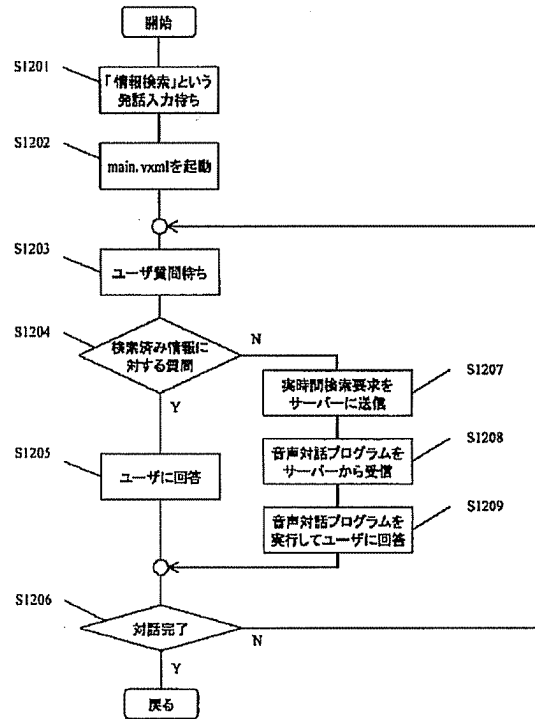 開始
S1201
「情報検索」という
発話入力待ち
S1202
main.vxmlを起動
S1203
ユーザ質問待ち
S1204
検索済み情報に
対する質問
N
Y
実時間検索要求を
サーバーに送信
S1207
音声対話プログラムを
サーバーから受信
S1208
S1205
ユーザに回答
音声対話プログラムを
実行してユーザに回答
S1209
S1206
対話完了
N
Y
戻る